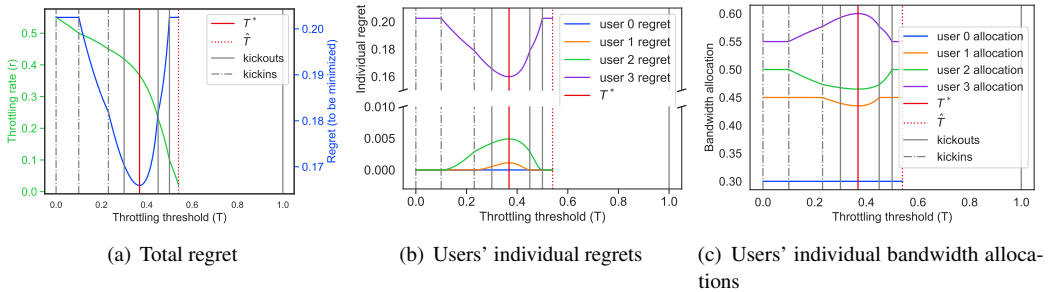 Throttling rate (r)
0.5
0.4
0.3
0.2
0.1
0.0
T*
T̂
kickouts
kickins
0.20
0.19
0.18
0.17
Regret (to be minimized)
0.0 0.2 0.4 0.6 0.8 1.0
Throttling threshold (T)
(a) Total regret
Individual regret
0.20
0.18
0.16
0.010
0.005
0.000
user 0 regret
user 1 regret
user 2 regret
user 3 regret
T*
0.0 0.2 0.4 0.6 0.8 1.0
Throttling threshold (T)
(b) Users' individual regrets
Bandwidth allocation
0.60
0.55
0.50
0.45
0.40
0.35
0.30
user 0 allocation
user 1 allocation
user 2 allocation
user 3 allocation
T*
T̂
kickouts
kickins
0.0 0.2 0.4 0.6 0.8 1.0
Throttling threshold (T)
(c) Users' individual bandwidth alloca-
tions